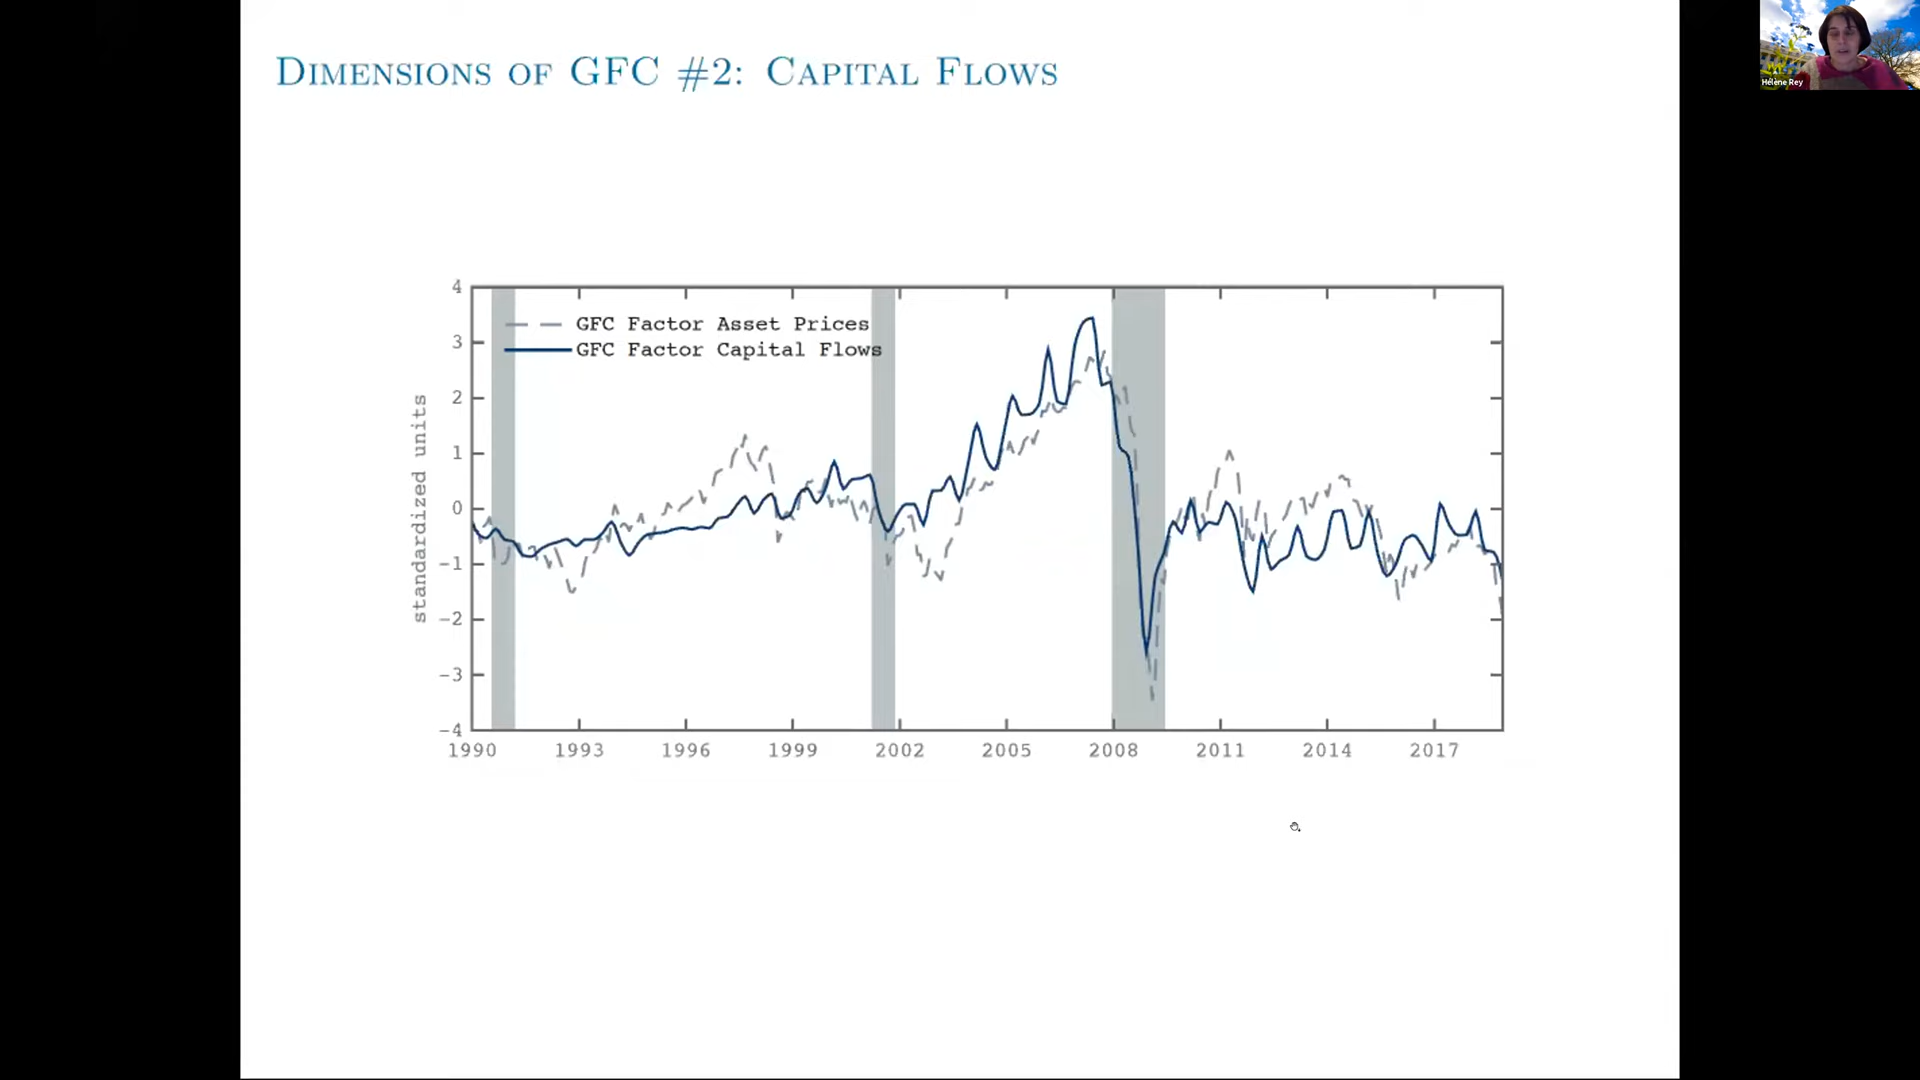 DIMENSIONS OF GFC #2: CAPITAL FLOWS
Hélène Rey
GFC Factor Asset Prices
GFC Factor Capital Flows
standardized units
4
3
2
1
0
−1
−2
−3
−4
1990 1993 1996 1999 2002 2005 2008 2011 2014 2017